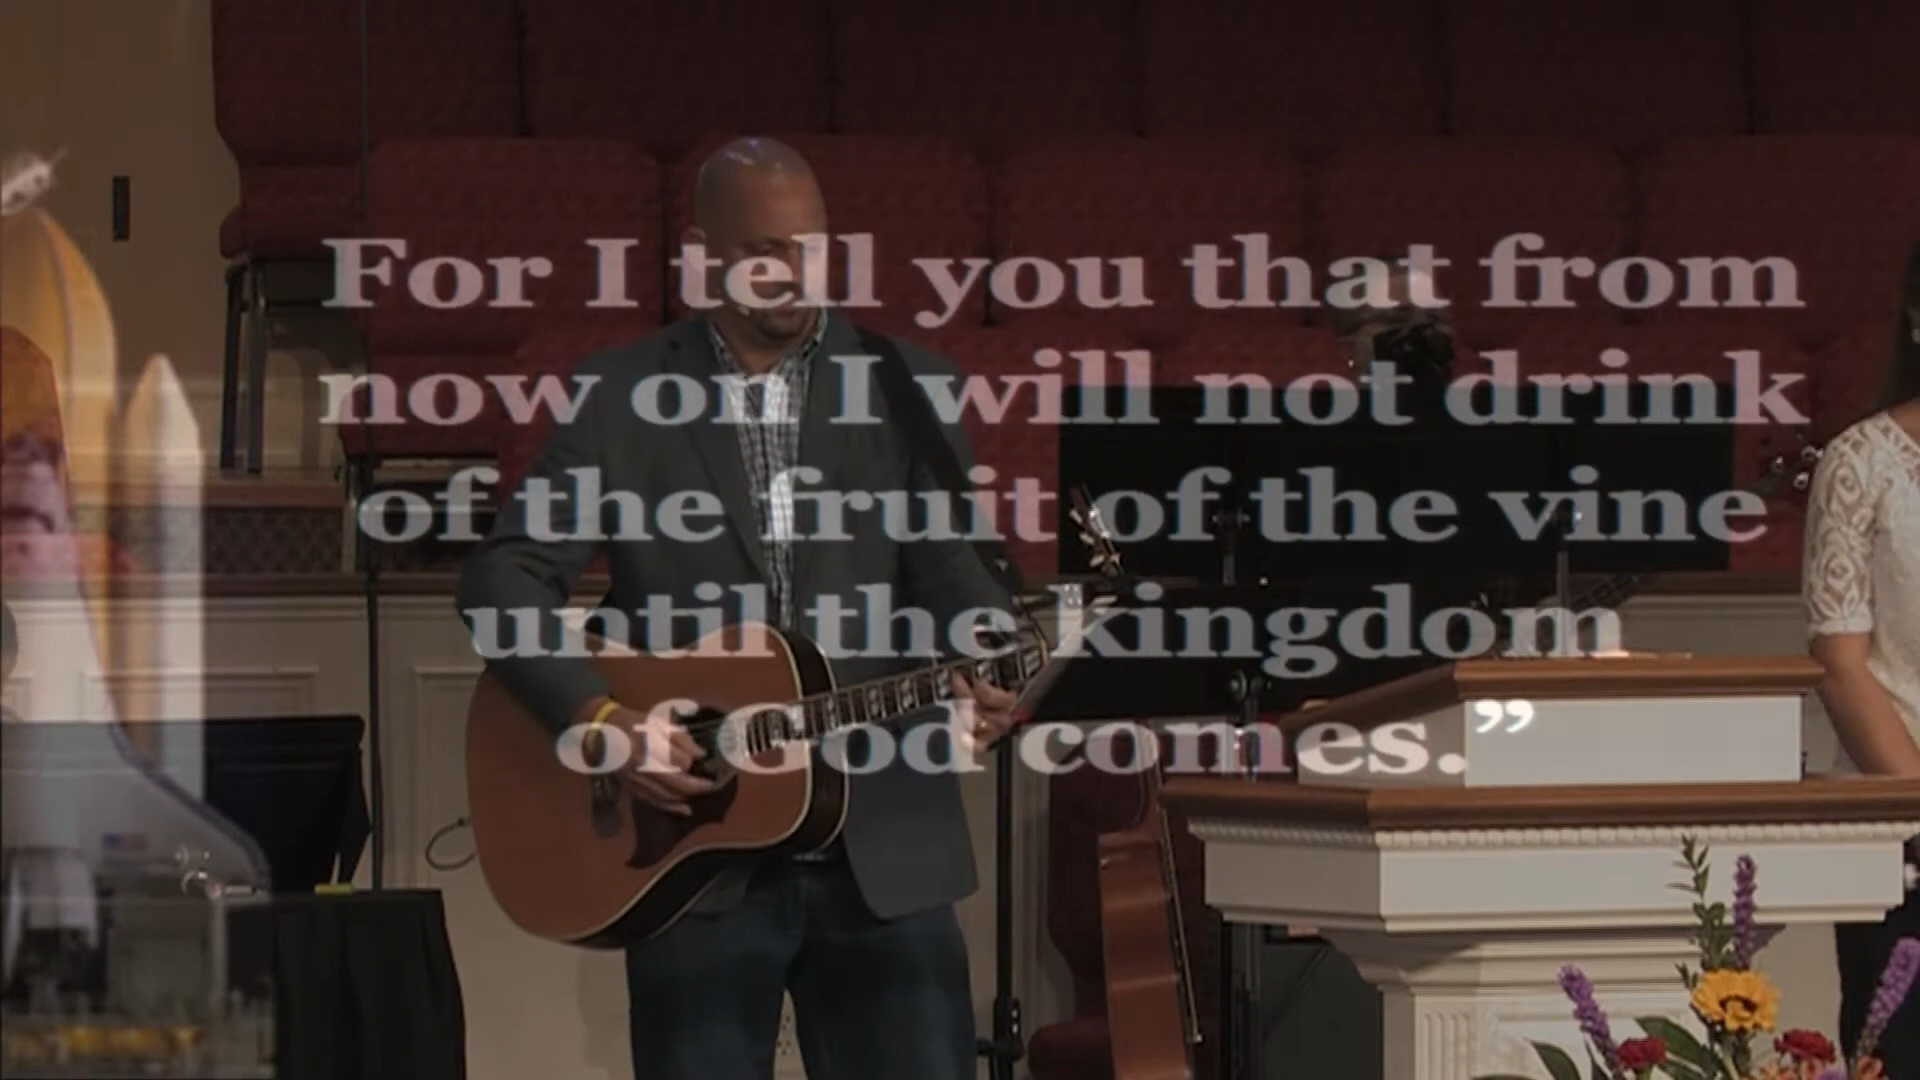 For I tell you that from
now on I will not drink
of the fruit of the vine
until the kingdom
of God comes.”